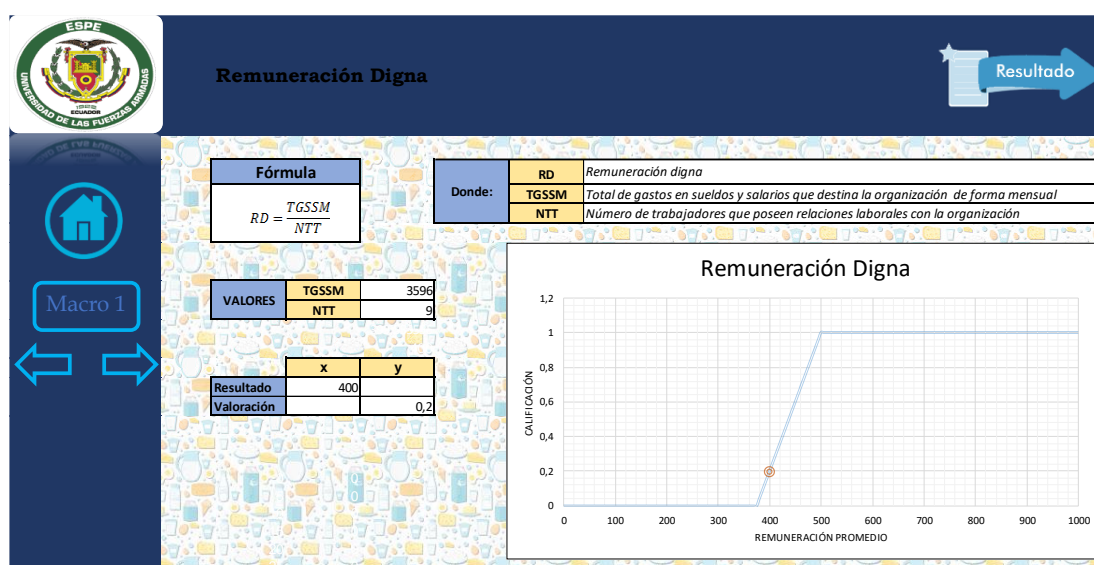 ESPE
UNIVERSIDAD DE LAS FUERZAS ARMADAS
1922
ECUADOR
Remuneración Digna
Resultado
Macro 1
Fórmula
RD = TGSSM / NTT
Donde:
RD Remuneración digna
TGSSM Total de gastos en sueldos y salarios que destina la organización de forma mensual
NTT Número de trabajadores que poseen relaciones laborales con la organización
VALORES
TGSSM 3596
NTT 9
x y
Resultado 400
Valoración 0,2
Remuneración Digna
CALIFICACIÓN
1,2
1
0,8
0,6
0,4
0,2
0
0 100 200 300 400 500 600 700 800 900 1000
REMUNERACIÓN PROMEDIO